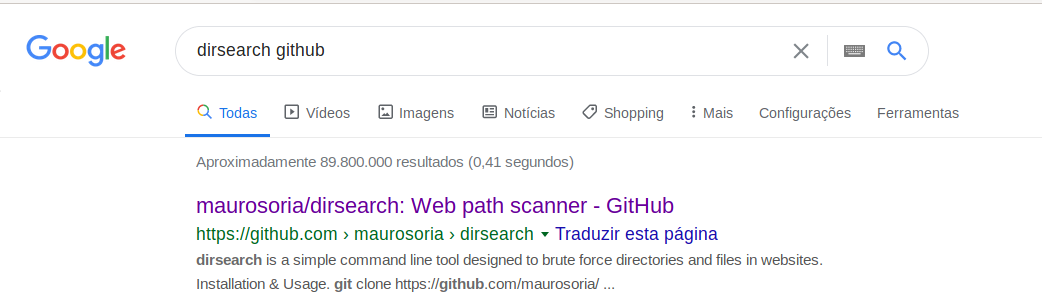 Google dirsearch github
Todas Vídeos Imagens Notícias Shopping Mais Configurações Ferramentas
Aproximadamente 89.800.000 resultados (0,41 segundos)
maurosoria/dirsearch: Web path scanner - GitHub
https://github.com › maurosoria › dirsearch Traduzir esta página
dirsearch is a simple command line tool designed to brute force directories and files in websites.
Installation & Usage. git clone https://github.com/maurosoria/ ...